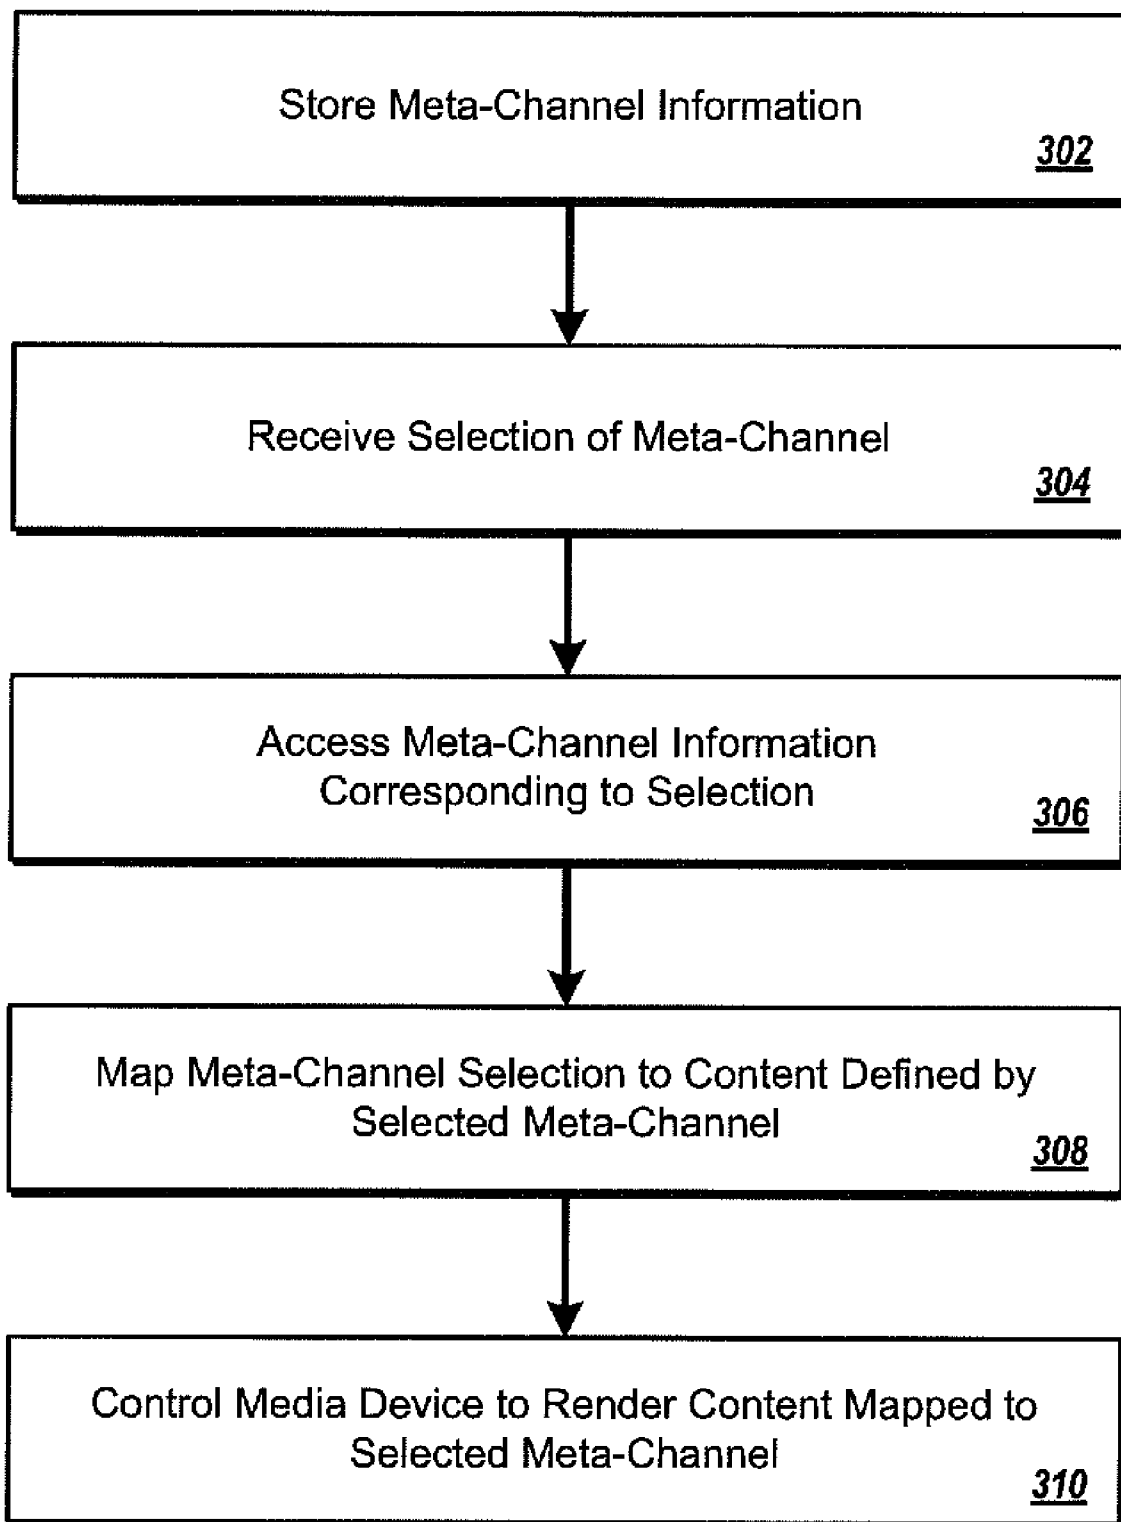 Store Meta-Channel Information
302
Receive Selection of Meta-Channel
304
Access Meta-Channel Information
Corresponding to Selection
306
Map Meta-Channel Selection to Content Defined by
Selected Meta-Channel
308
Control Media Device to Render Content Mapped to
Selected Meta-Channel
310